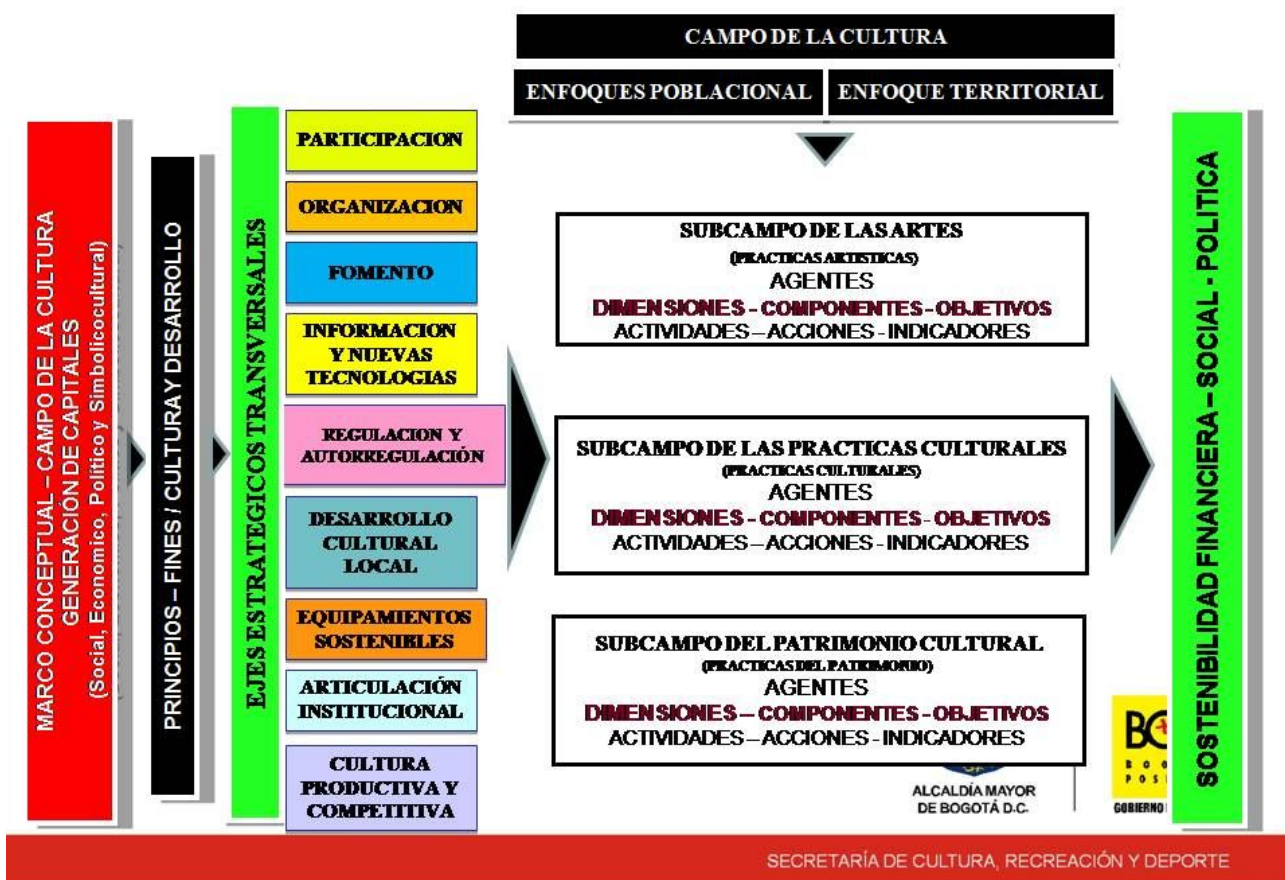 CAMPO DE LA CULTURA
ENFOQUES POBLACIONAL
ENFOQUE TERRITORIAL
MARCO CONCEPTUAL – CAMPO DE LA CULTURA
GENERACIÓN DE CAPITALES
(Social, Economico, Político y Simbolicocultural)
PRINCIPIOS – FINES / CULTURA Y DESARROLLO
EJES ESTRATEGICOS TRANSVERSALES
PARTICIPACION
ORGANIZACION
FOMENTO
INFORMACION
Y NUEVAS
TECNOLOGIAS
REGULACION Y
AUTORREGULACIÓN
DESARROLLO
CULTURAL
LOCAL
EQUIPAMIENTOS
SOSTENIBLES
ARTICULACIÓN
INSTITUCIONAL
CULTURA
PRODUCTIVA Y
COMPETITIVA
SUBCAMPO DE LAS ARTES
(PRACTICAS ARTISTICAS)
AGENTES
DIMENSIONES - COMPONENTES - OBJETIVOS
ACTIVIDADES – ACCIONES - INDICADORES
SUBCAMPO DE LAS PRACTICAS CULTURALES
(PRACTICAS CULTURALES)
AGENTES
DIMENSIONES - COMPONENTES - OBJETIVOS
ACTIVIDADES – ACCIONES - INDICADORES
SUBCAMPO DEL PATRIMONIO CULTURAL
(PRACTICAS DEL PATRIMONIO)
AGENTES
DIMENSIONES – COMPONENTES - OBJETIVOS
ACTIVIDADES – ACCIONES - INDICADORES
SOSTENIBILIDAD FINANCIERA – SOCIAL - POLITICA
ALCALDÍA MAYOR
DE BOGOTÁ D.C.
GOBIERNO
SECRETARÍA DE CULTURA, RECREACIÓN Y DEPORTE